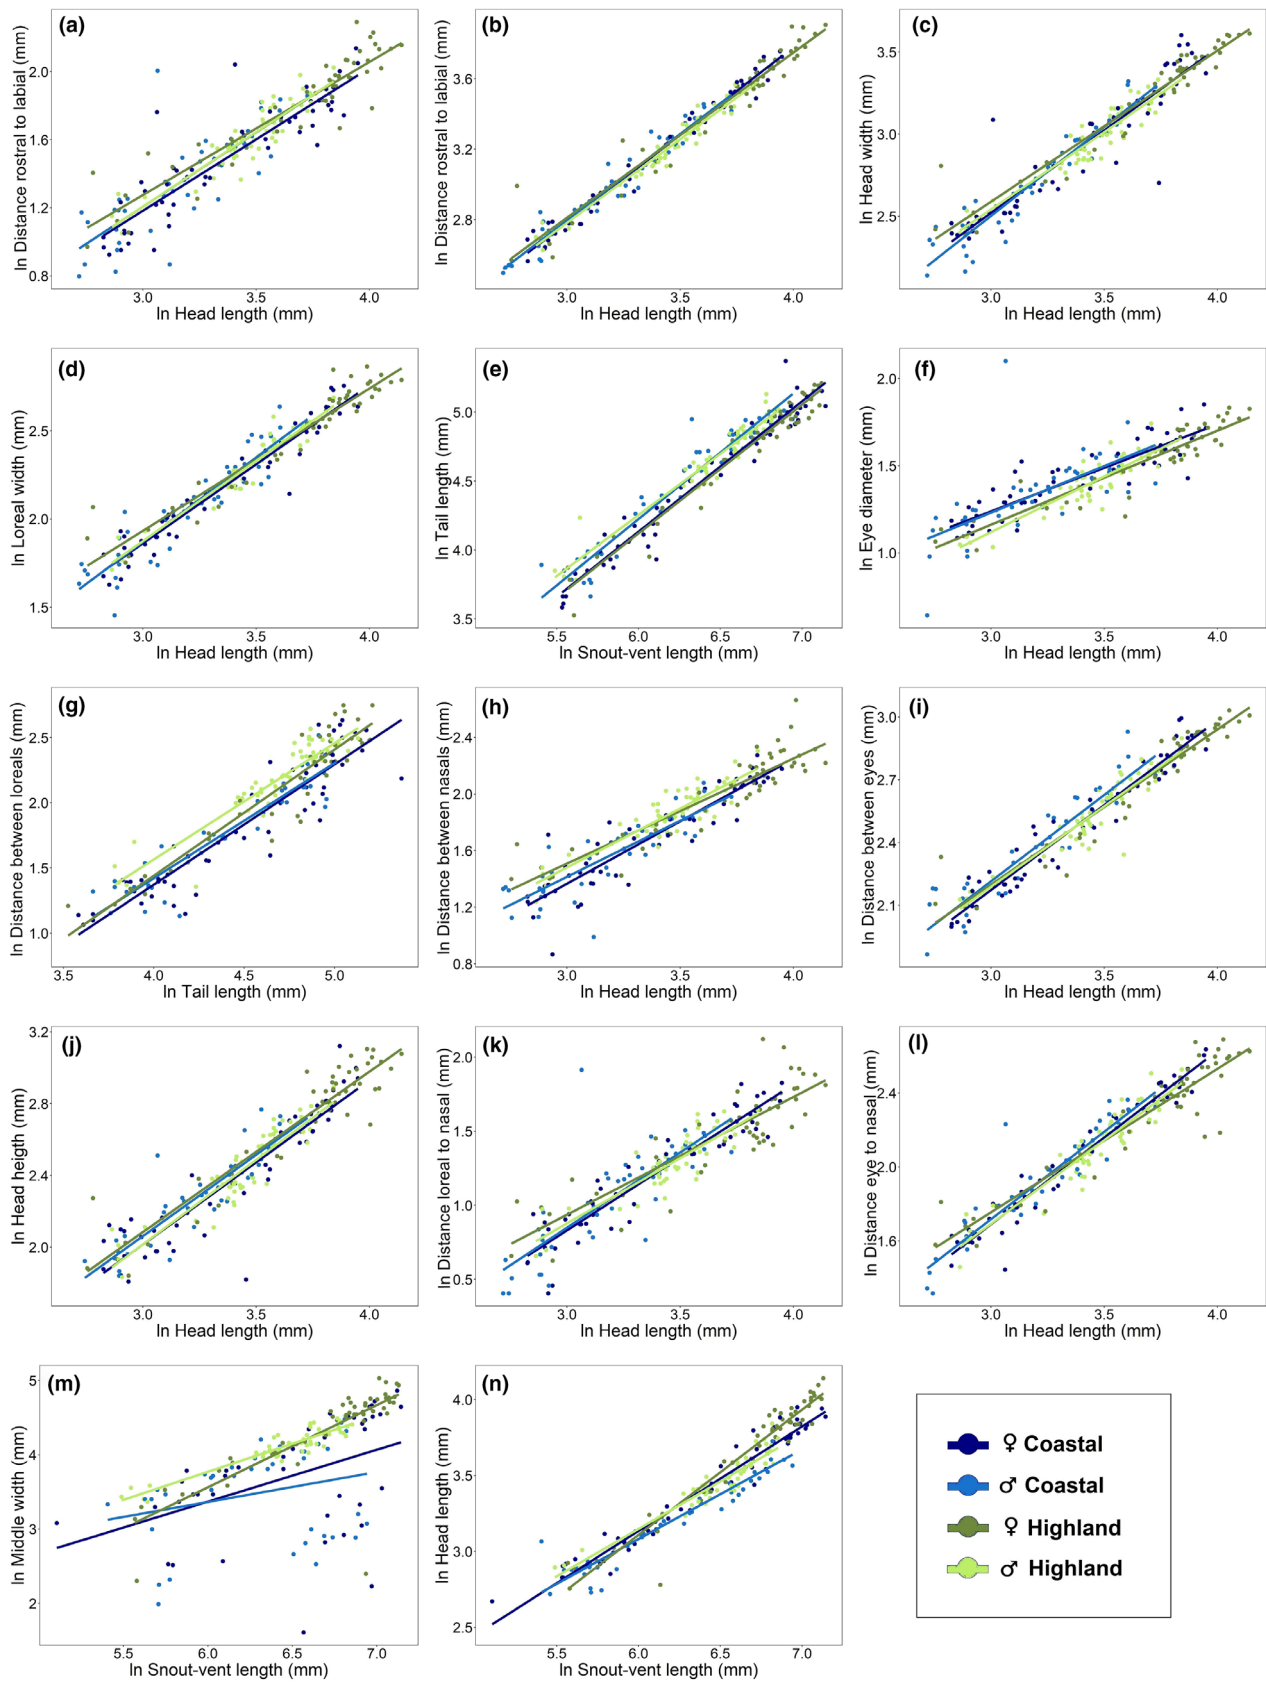 (a)
ln Distance rostral to labial (mm)
2.0
1.6
1.2
0.8
3.0 3.5 4.0
ln Head length (mm)
(b)
ln Distance rostral to labial (mm)
3.6
3.2
2.8
3.0 3.5 4.0
ln Head length (mm)
(c)
ln Head width (mm)
3.5
3.0
2.5
3.0 3.5 4.0
ln Head length (mm)
(d)
ln Loreal width (mm)
2.5
2.0
1.5
3.0 3.5 4.0
ln Head length (mm)
(e)
ln Tail length (mm)
5.0
4.5
4.0
3.5
5.5 6.0 6.5 7.0
ln Snout-vent length (mm)
(f)
ln Eye diameter (mm)
2.0
1.5
1.0
3.0 3.5 4.0
ln Head length (mm)
(g)
ln Distance between loreals (mm)
2.5
2.0
1.5
1.0
3.5 4.0 4.5 5.0
ln Tail length (mm)
(h)
ln Distance between nasals (mm)
2.4
2.0
1.6
1.2
0.8
3.0 3.5 4.0
ln Head length (mm)
(i)
ln Distance between eyes (mm)
3.0
2.7
2.4
2.1
3.0 3.5 4.0
ln Head length (mm)
(j)
ln Head heigth (mm)
3.2
2.8
2.4
2.0
3.0 3.5 4.0
ln Head length (mm)
(k)
ln Distance loreal to nasal (mm)
2.0
1.5
1.0
0.5
3.0 3.5 4.0
ln Head length (mm)
(l)
ln Distance eye to nasal (mm)
2.4
2.0
1.6
3.0 3.5 4.0
ln Head length (mm)
(m)
ln Middle width (mm)
5
4
3
2
5.5 6.0 6.5 7.0
ln Snout-vent length (mm)
(n)
ln Head length (mm)
4.0
3.5
3.0
2.5
5.5 6.0 6.5 7.0
ln Snout-vent length (mm)
♀ Coastal
♂ Coastal
♀ Highland
♂ Highland